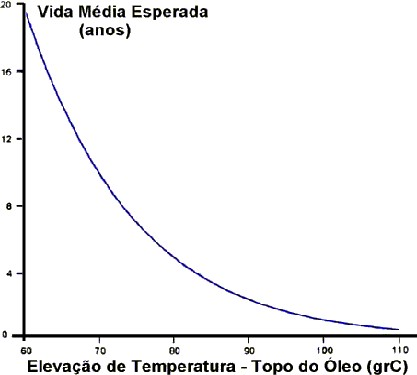 Vida Média Esperada
(anos)
20
16
12
8
4
0
60 70 80 90 100 110
Elevação de Temperatura - Topo do Óleo (grC)